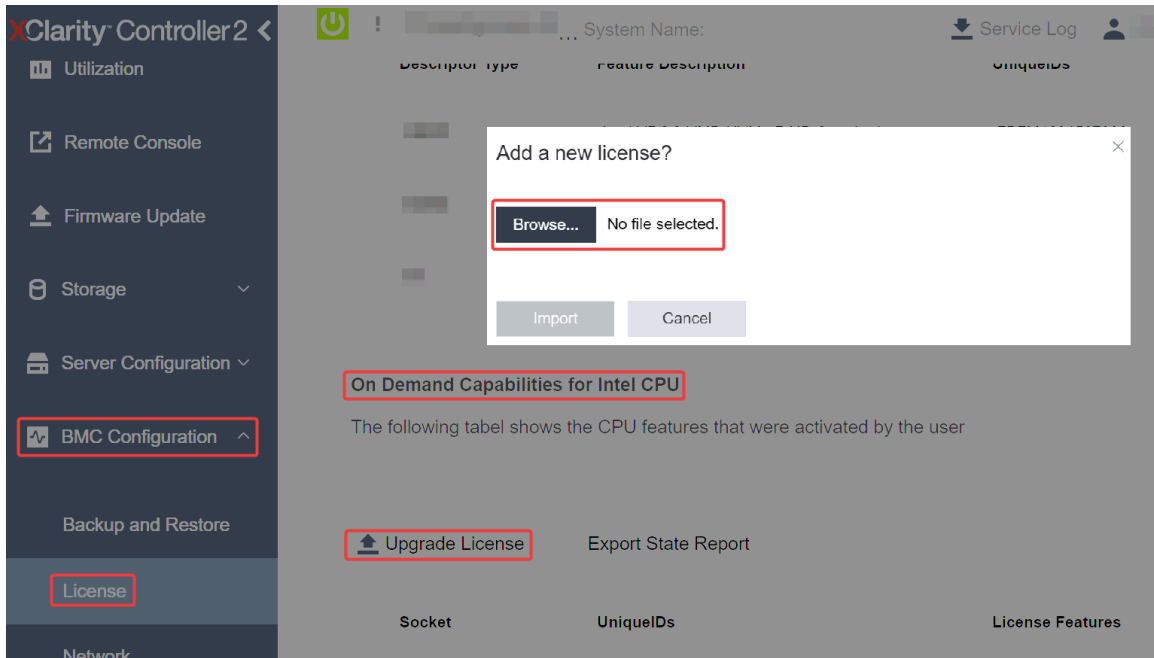 XClarity Controller 2
... System Name:
Service Log
Utilization
Descriptor Type Feature Description UniqueIDs
Remote Console
Add a new license?
Firmware Update
Browse... No file selected.
Storage
Import Cancel
Server Configuration
On Demand Capabilities for Intel CPU
BMC Configuration
The following tabel shows the CPU features that were activated by the user
Backup and Restore
Upgrade License Export State Report
License
Socket UniqueIDs License Features
Network